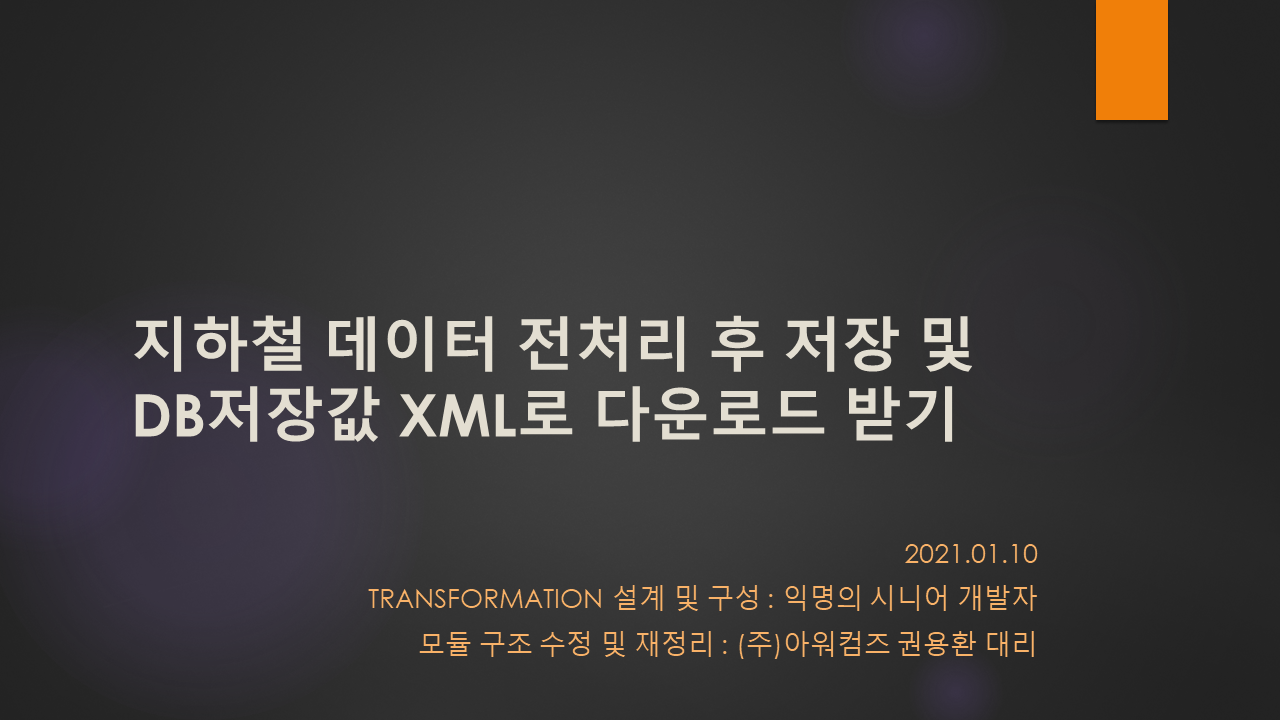 지하철 데이터 전처리 후 저장 및
DB저장값 XML로 다운로드 받기
2021.01.10
TRANSFORMATION 설계 및 구성 : 익명의 시니어 개발자
모듈 구조 수정 및 재정리 : (주)아워컴즈 권용환 대리